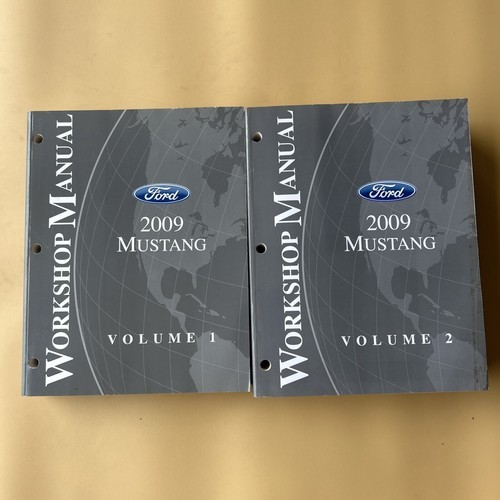 WORKSHOP MANUAL
Ford
2009
MUSTANG
VOLUME 1
WORKSHOP MANUAL
Ford
2009
MUSTANG
VOLUME 2